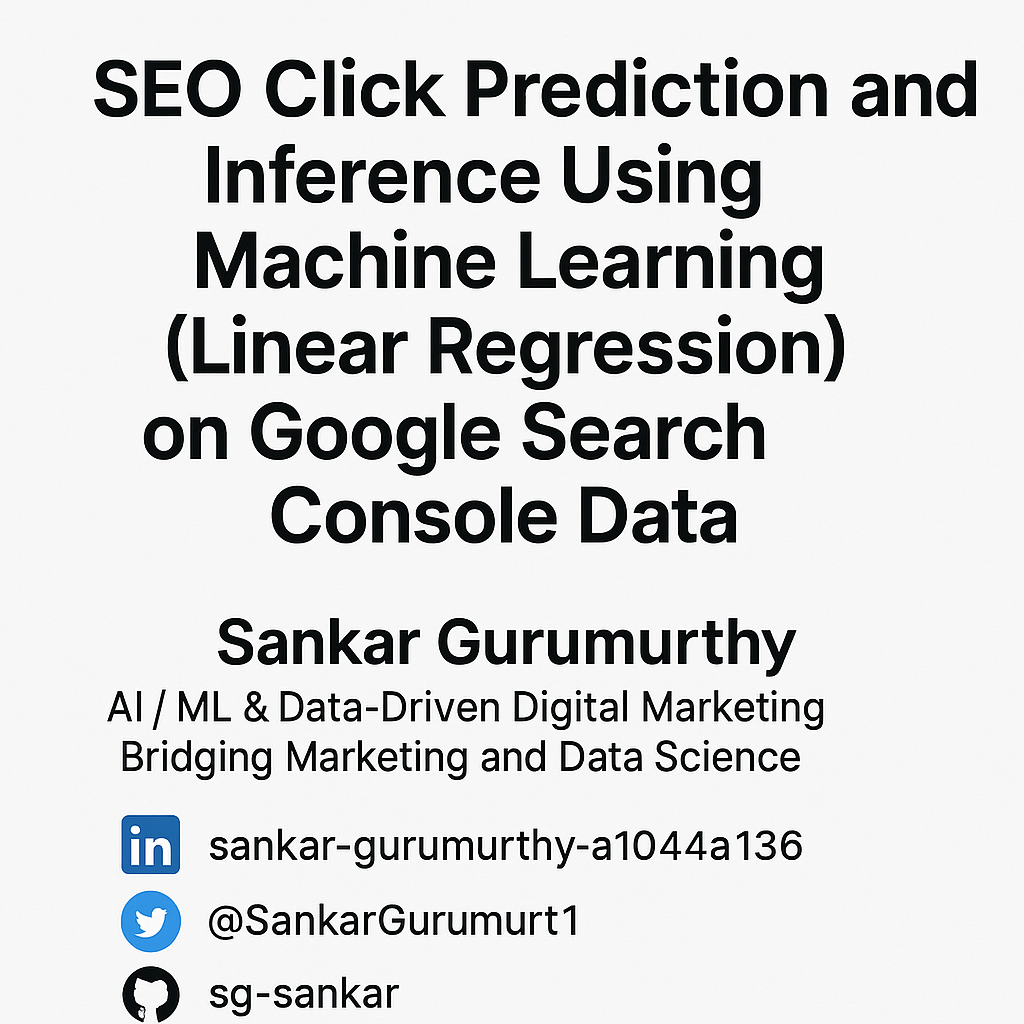 SEO Click Prediction and
Inference Using
Machine Learning
(Linear Regression)
on Google Search
Console Data
Sankar Gurumurthy
AI / ML & Data-Driven Digital Marketing
Bridging Marketing and Data Science
in sankar-gurumurthy-a1044a136
@SankarGurumurt1
sg-sankar